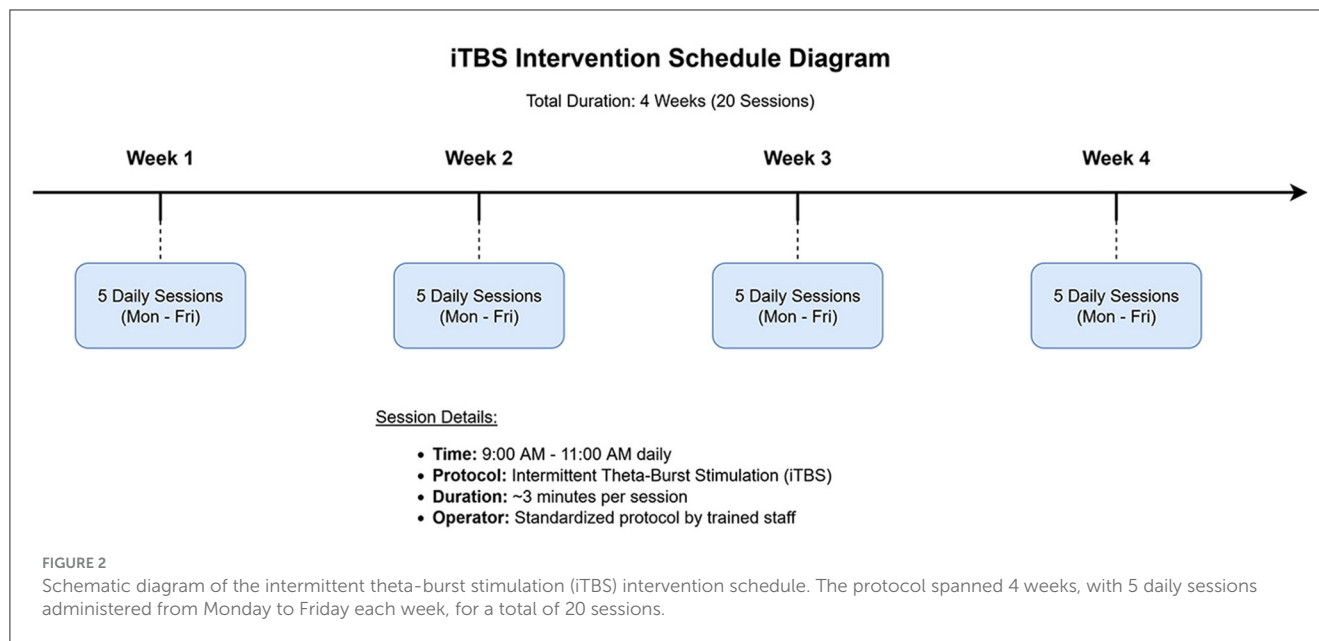 iTBS Intervention Schedule Diagram
Total Duration: 4 Weeks (20 Sessions)
Week 1
Week 2
Week 3
Week 4
5 Daily Sessions
(Mon - Fri)
5 Daily Sessions
(Mon - Fri)
5 Daily Sessions
(Mon - Fri)
5 Daily Sessions
(Mon - Fri)
Session Details:
• Time: 9:00 AM - 11:00 AM daily
• Protocol: Intermittent Theta-Burst Stimulation (iTBS)
• Duration: ~3 minutes per session
• Operator: Standardized protocol by trained staff
FIGURE 2
Schematic diagram of the intermittent theta-burst stimulation (iTBS) intervention schedule. The protocol spanned 4 weeks, with 5 daily sessions
administered from Monday to Friday each week, for a total of 20 sessions.